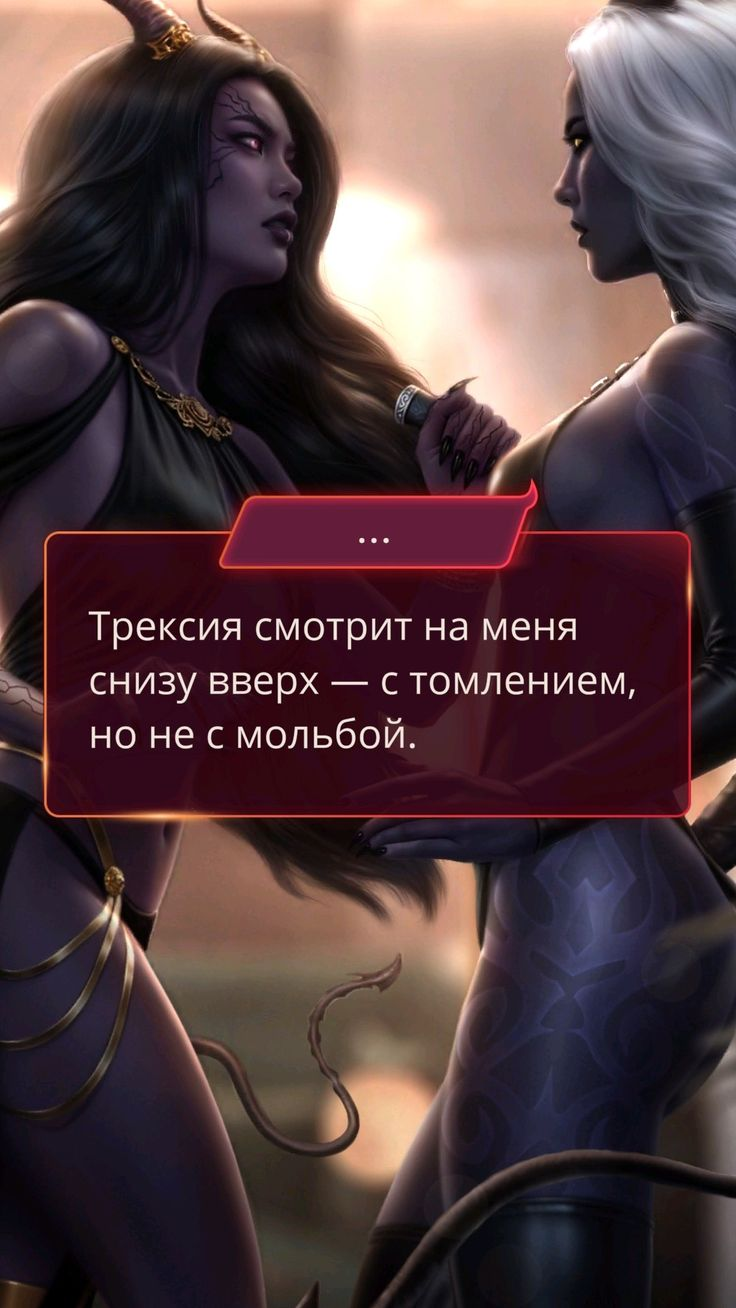 ...
Трексия смотрит на меня
снизу вверх — с томлением,
но не с мольбой.